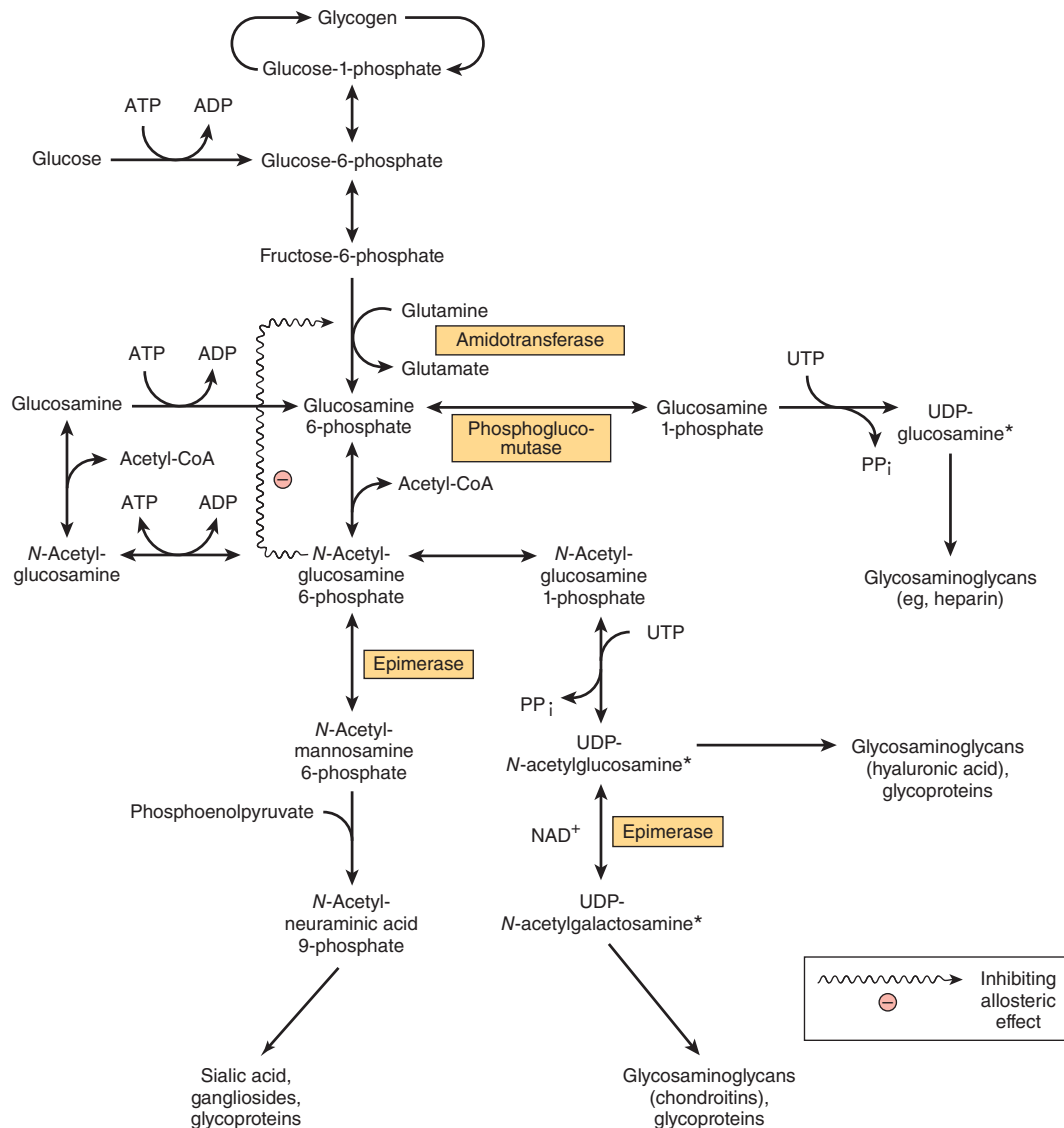 Glycogen
Glucose-1-phosphate
ATP
ADP
Glucose
Glucose-6-phosphate
Fructose-6-phosphate
Glutamine
Amidotransferase
Glutamate
ATP
ADP
UTP
Glucosamine
Glucosamine
6-phosphate
Phosphogluco-
mutase
Glucosamine
1-phosphate
UDP-
glucosamine*
PPi
Acetyl-CoA
ATP
ADP
−
Acetyl-CoA
N-Acetyl-
glucosamine
N-Acetyl-
glucosamine
6-phosphate
N-Acetyl-
glucosamine
1-phosphate
Glycosaminoglycans
(eg, heparin)
Epimerase
UTP
PPi
N-Acetyl-
mannosamine
6-phosphate
UDP-
N-acetylglucosamine*
Glycosaminoglycans
(hyaluronic acid),
glycoproteins
Phosphoenolpyruvate
NAD+
Epimerase
N-Acetyl-
neuraminic acid
9-phosphate
UDP-
N-acetylgalactosamine*
−
Inhibiting
allosteric
effect
Sialic acid,
gangliosides,
glycoproteins
Glycosaminoglycans
(chondroitins),
glycoproteins